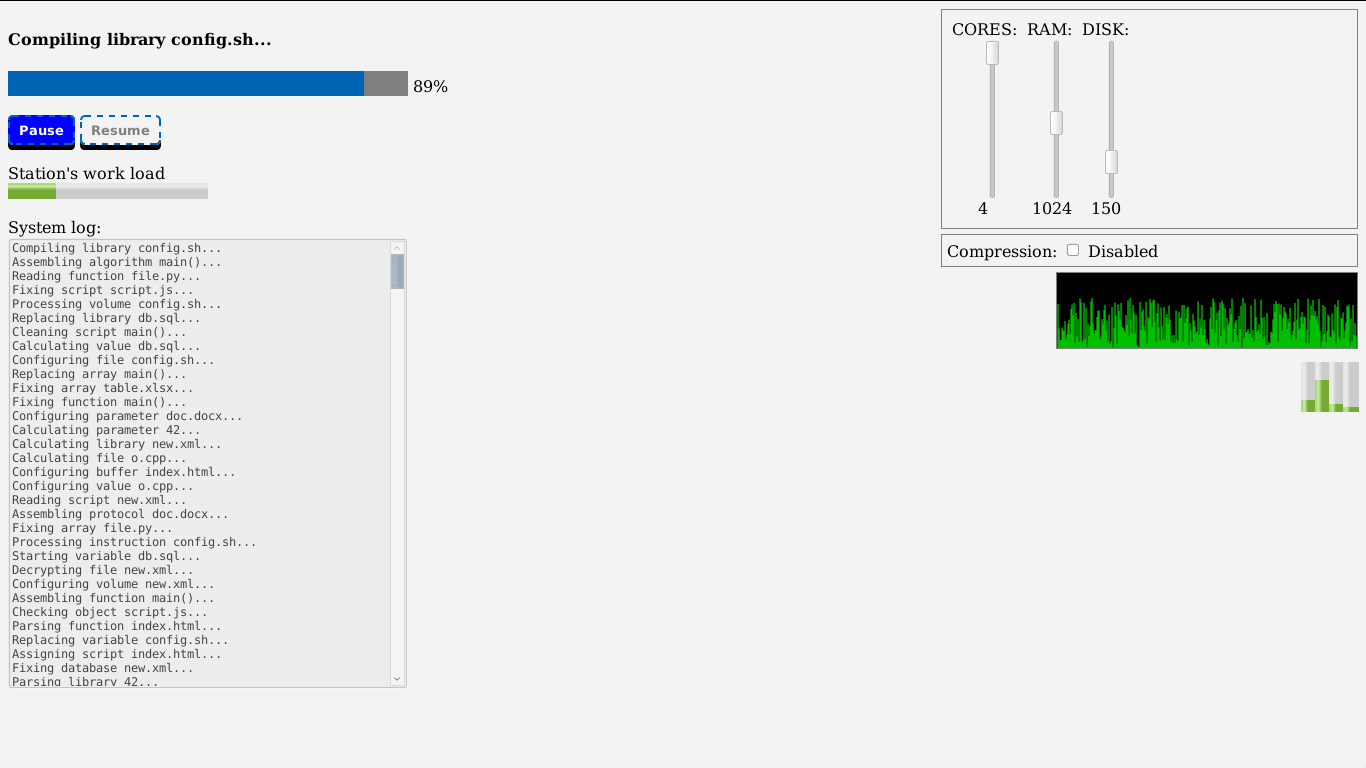 Compiling library config.sh...
89%
Pause Resume
Station's work load
System log:
Compiling library config.sh...
Assembling algorithm main()...
Reading function file.py...
Fixing script script.js...
Processing volume config.sh...
Replacing library db.sql...
Cleaning script main()...
Calculating value db.sql...
Configuring file config.sh...
Replacing array main()...
Fixing array table.xlsx...
Fixing function main()...
Configuring parameter doc.docx...
Calculating parameter 42...
Calculating library new.xml...
Calculating file o.cpp...
Configuring buffer index.html...
Configuring value o.cpp...
Reading script new.xml...
Assembling protocol doc.docx...
Fixing array file.py...
Processing instruction config.sh...
Starting variable db.sql...
Decrypting file new.xml...
Configuring volume new.xml...
Assembling function main()...
Checking object script.js...
Parsing function index.html...
Replacing variable config.sh...
Assigning script index.html...
Fixing database new.xml...
Parsing library 42...
CORES: RAM: DISK:
4 1024 150
Compression: Disabled